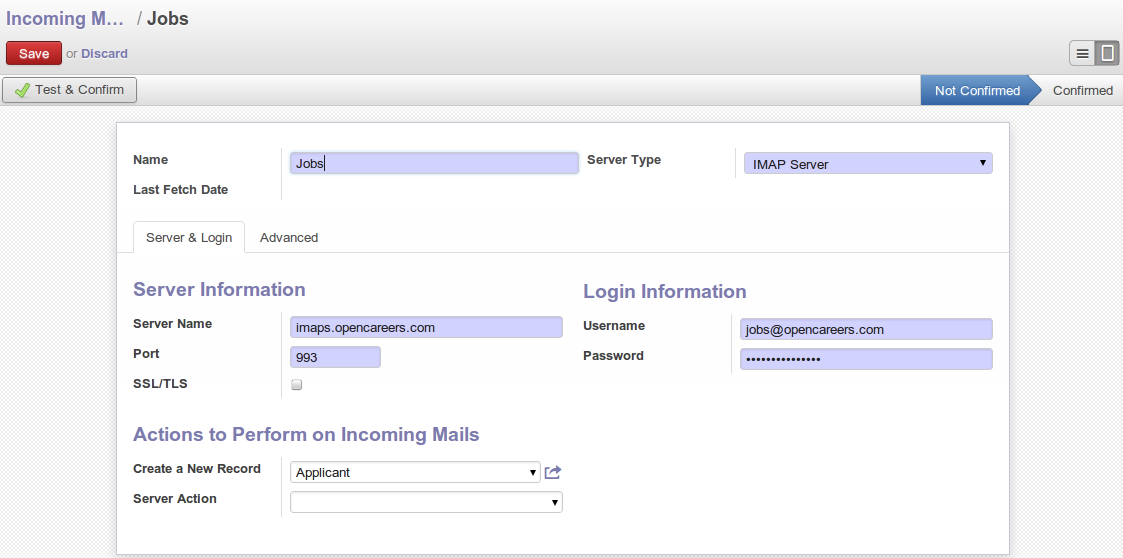 Incoming M... / Jobs
Save or Discard
Test & Confirm
Not Confirmed
Confirmed
Name
Jobs
Server Type
IMAP Server
Last Fetch Date
Server & Login
Advanced
Server Information
Server Name
imaps.opencareers.com
Port
993
SSL/TLS
Login Information
Username
jobs@opencareers.com
Password
•••••••••••••••
Actions to Perform on Incoming Mails
Create a New Record
Applicant
Server Action